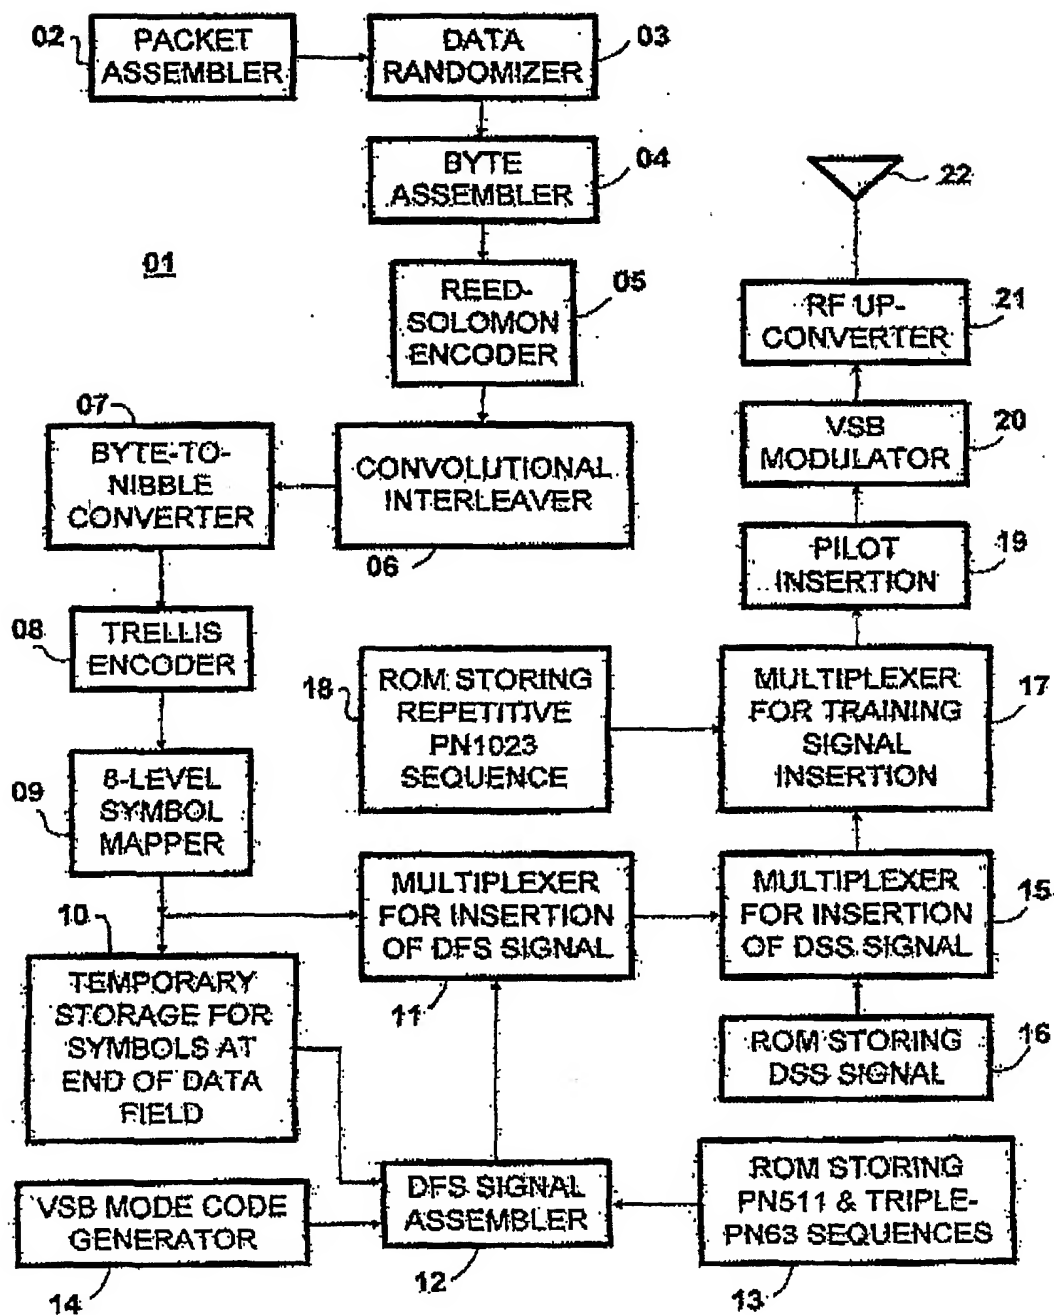 02
PACKET
ASSEMBLER
DATA
RANDOMIZER
03
BYTE
ASSEMBLER
04
22
01
REED-
SOLOMON
ENCODER
05
RF UP-
CONVERTER
21
07
BYTE-TO-
NIBBLE
CONVERTER
CONVOLUTIONAL
INTERLEAVER
06
VSB
MODULATOR
20
PILOT
INSERTION
19
08
TRELLIS
ENCODER
18
ROM STORING
REPETITIVE
PN1023
SEQUENCE
MULTIPLEXER
FOR TRAINING
SIGNAL
INSERTION
17
09
8-LEVEL
SYMBOL
MAPPER
10
MULTIPLEXER
FOR INSERTION
OF DFS SIGNAL
11
MULTIPLEXER
FOR INSERTION
OF DSS SIGNAL
15
TEMPORARY
STORAGE FOR
SYMBOLS AT
END OF DATA
FIELD
ROM STORING
DSS SIGNAL
16
VSB MODE CODE
GENERATOR
14
DFS SIGNAL
ASSEMBLER
12
ROM STORING
PN511 & TRIPLE-
PN63 SEQUENCES
13